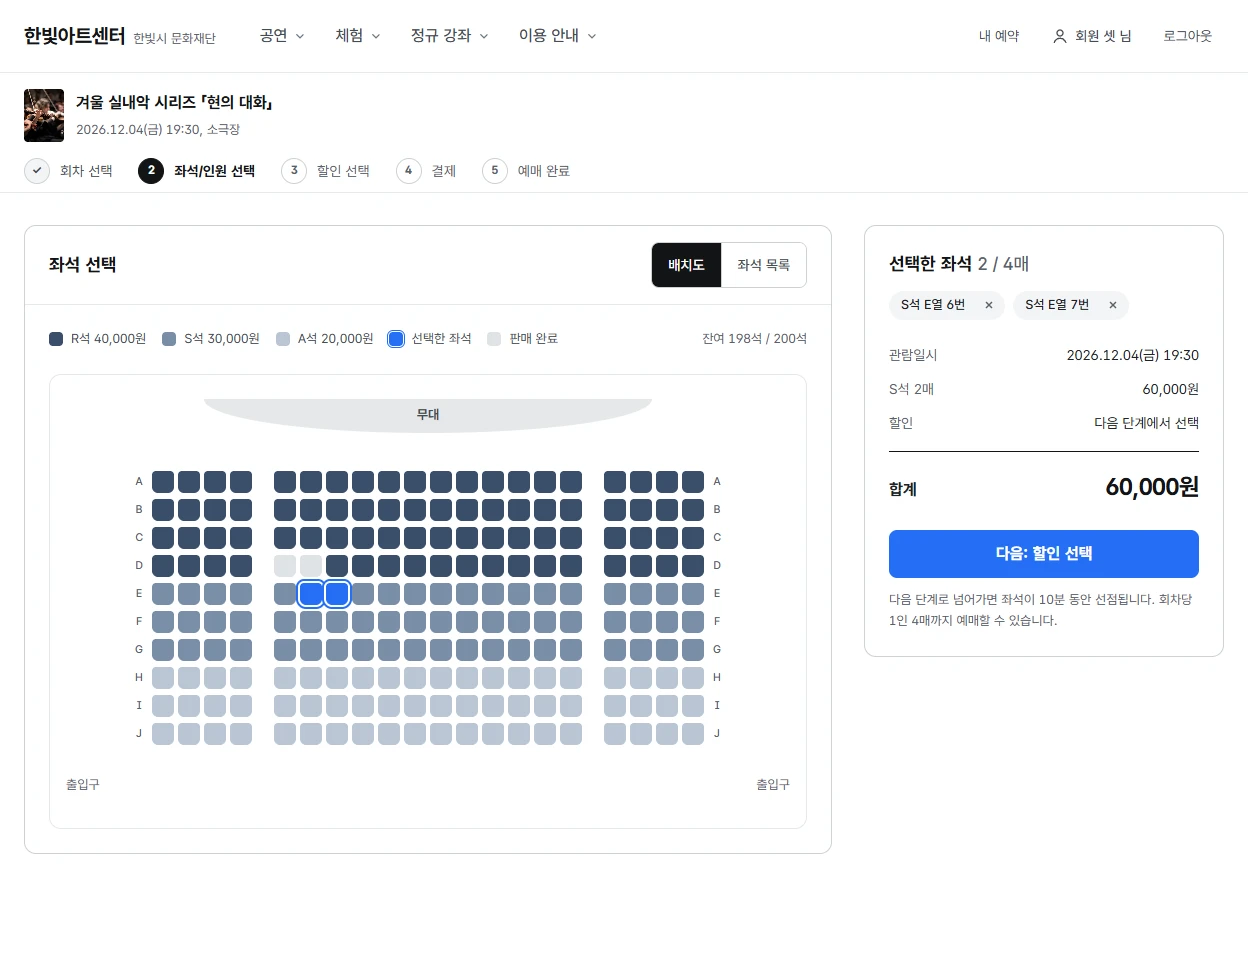 한빛아트센터 한빛시 문화재단 공연 체험 정규 강좌 이용 안내 내 예약 회원 셋 님 로그아웃
겨울 실내악 시리즈 「현의 대화」
2026.12.04(금) 19:30, 소극장
회차 선택 2 좌석/인원 선택 3 할인 선택 4 결제 5 예매 완료
좌석 선택 배치도 좌석 목록
R석 40,000원 S석 30,000원 A석 20,000원 선택한 좌석 판매 완료 잔여 198석 / 200석
무대
A A
B B
C C
D D
E E
F F
G G
H H
I I
J J
출입구 출입구
선택한 좌석 2 / 4매
S석 E열 6번 × S석 E열 7번 ×
관람일시 2026.12.04(금) 19:30
S석 2매 60,000원
할인 다음 단계에서 선택
합계 60,000원
다음: 할인 선택
다음 단계로 넘어가면 좌석이 10분 동안 선점됩니다. 회차당
1인 4매까지 예매할 수 있습니다.